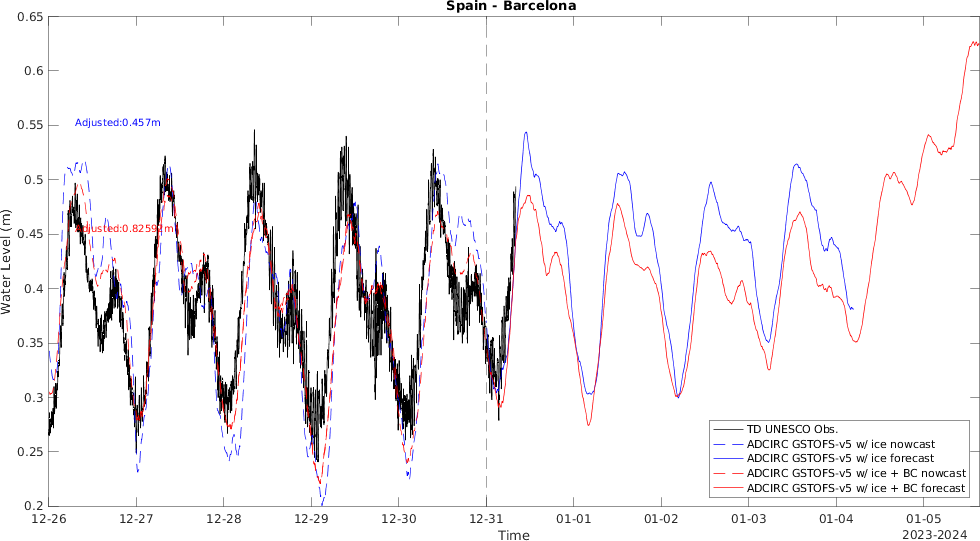 Spain - Barcelona
0.65
0.6
0.55
0.5
0.45
0.4
0.35
0.3
0.25
0.2
Water Level (m)
Adjusted:0.457m
Adjusted:0.82592m
TD UNESCO Obs.
ADCIRC GSTOFS-v5 w/ ice nowcast
ADCIRC GSTOFS-v5 w/ ice forecast
ADCIRC GSTOFS-v5 w/ ice + BC nowcast
ADCIRC GSTOFS-v5 w/ ice + BC forecast
12-26 12-27 12-28 12-29 12-30 12-31 01-01 01-02 01-03 01-04 01-05
Time
2023-2024